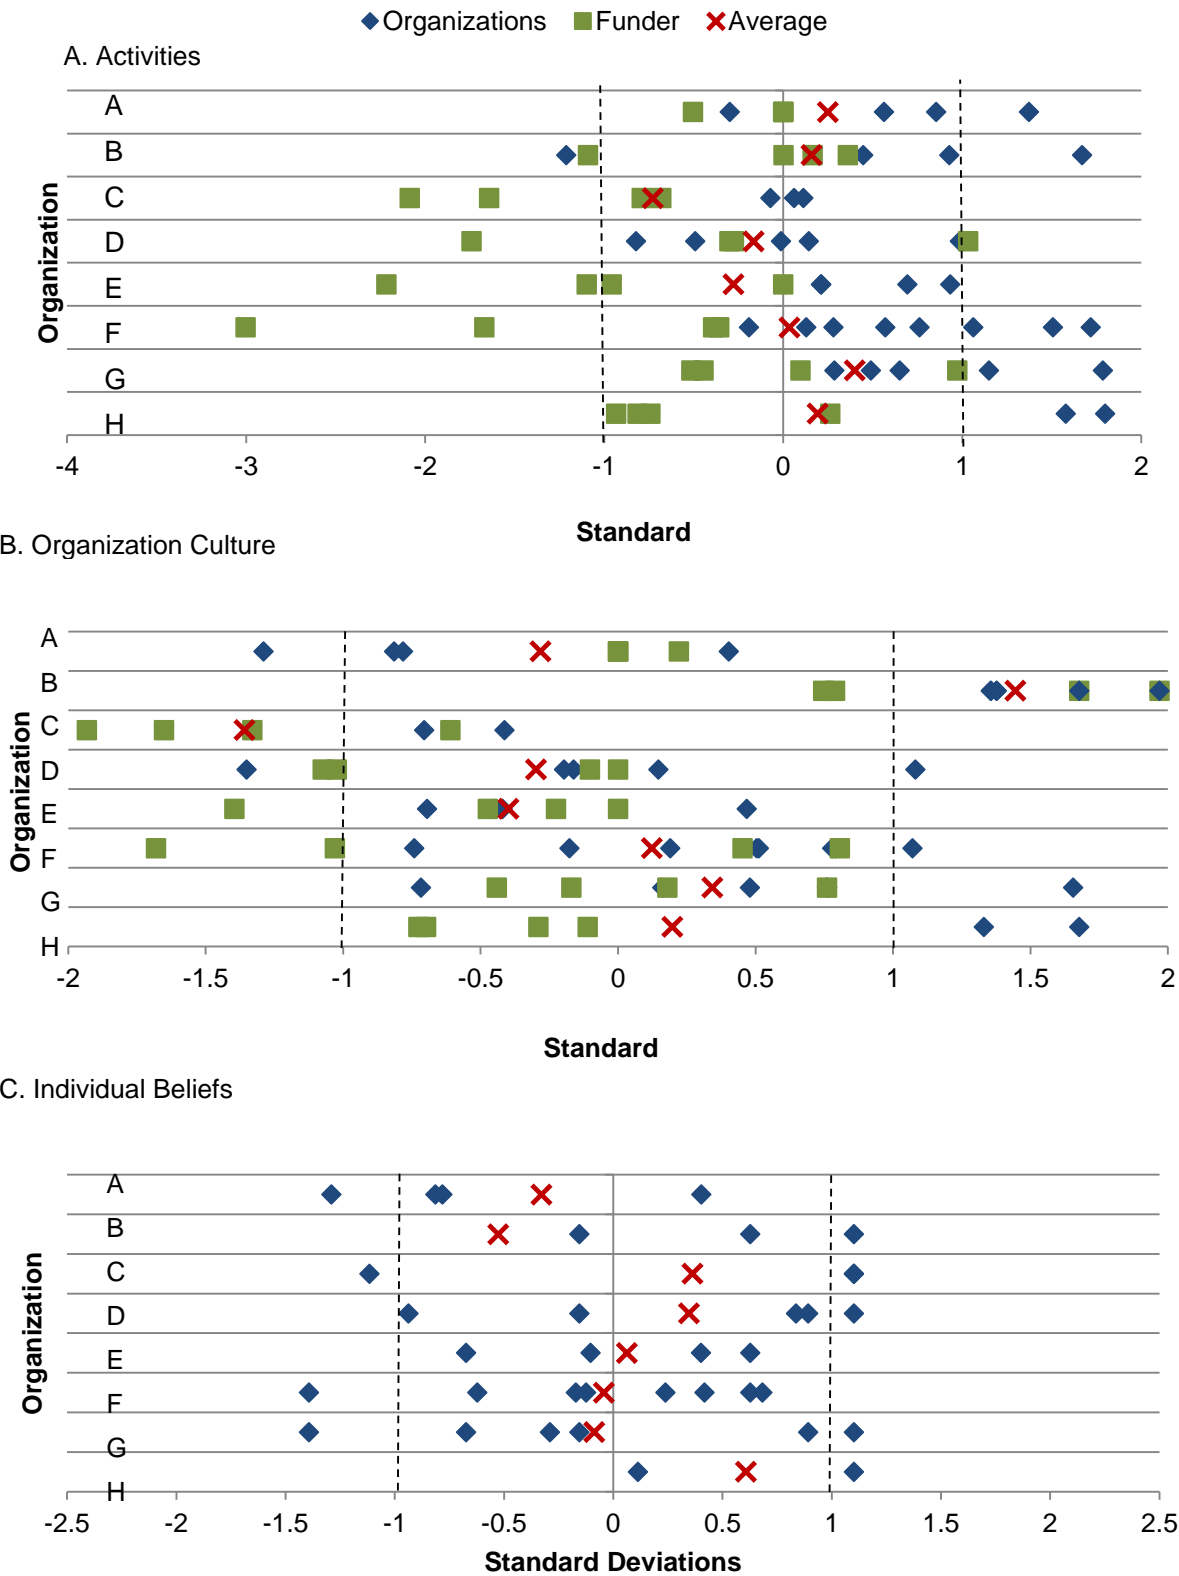 Organizations Funder Average
A. Activities
A
B
C
D
E
F
G
H
Organization
-4 -3 -2 -1 0 1 2
Standard
B. Organization Culture
A
B
C
D
E
F
G
H
Organization
-2 -1.5 -1 -0.5 0 0.5 1 1.5 2
Standard
C. Individual Beliefs
A
B
C
D
E
F
G
H
Organization
-2.5 -2 -1.5 -1 -0.5 0 0.5 1 1.5 2 2.5
Standard Deviations